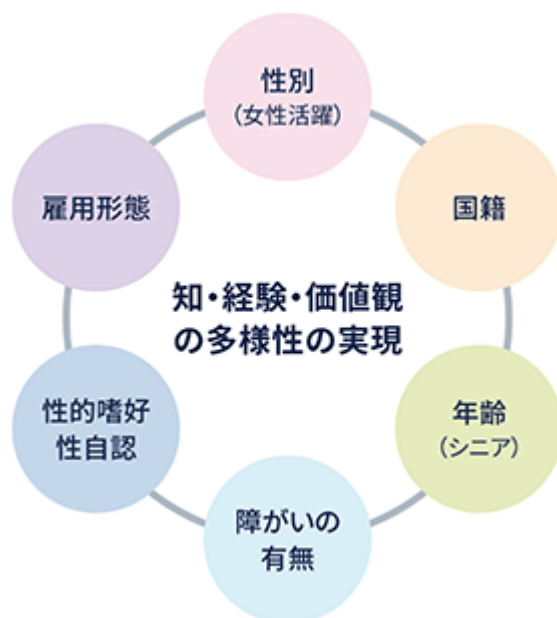 性別
（女性活躍）
国籍
年齢
（シニア）
障がいの
有無
性的嗜好
性自認
雇用形態
知・経験・価値観
の多様性の実現